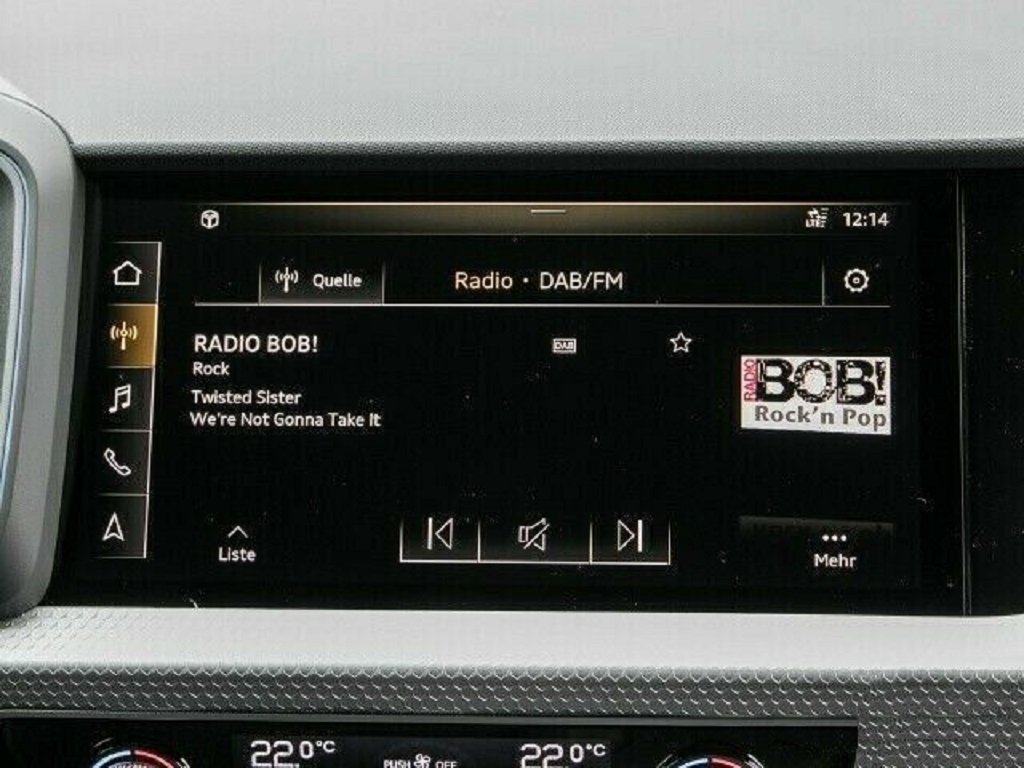 LTE 12:14
Quelle
Radio • DAB/FM
RADIO BOB!
DAB
Rock
Twisted Sister
We're Not Gonna Take It
RADIO BOB!
Rock'n Pop
Liste
Mehr
22.0°C
PUSH OFF
22.0°C